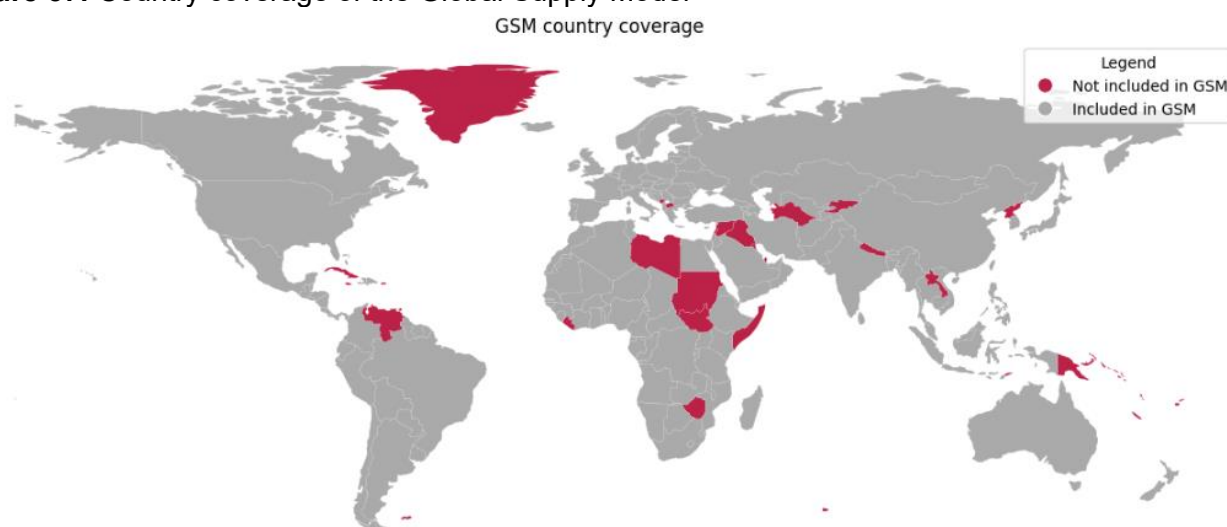 Country coverage of the Global Supply Model
GSM country coverage
Legend
Not included in GSM
Included in GSM